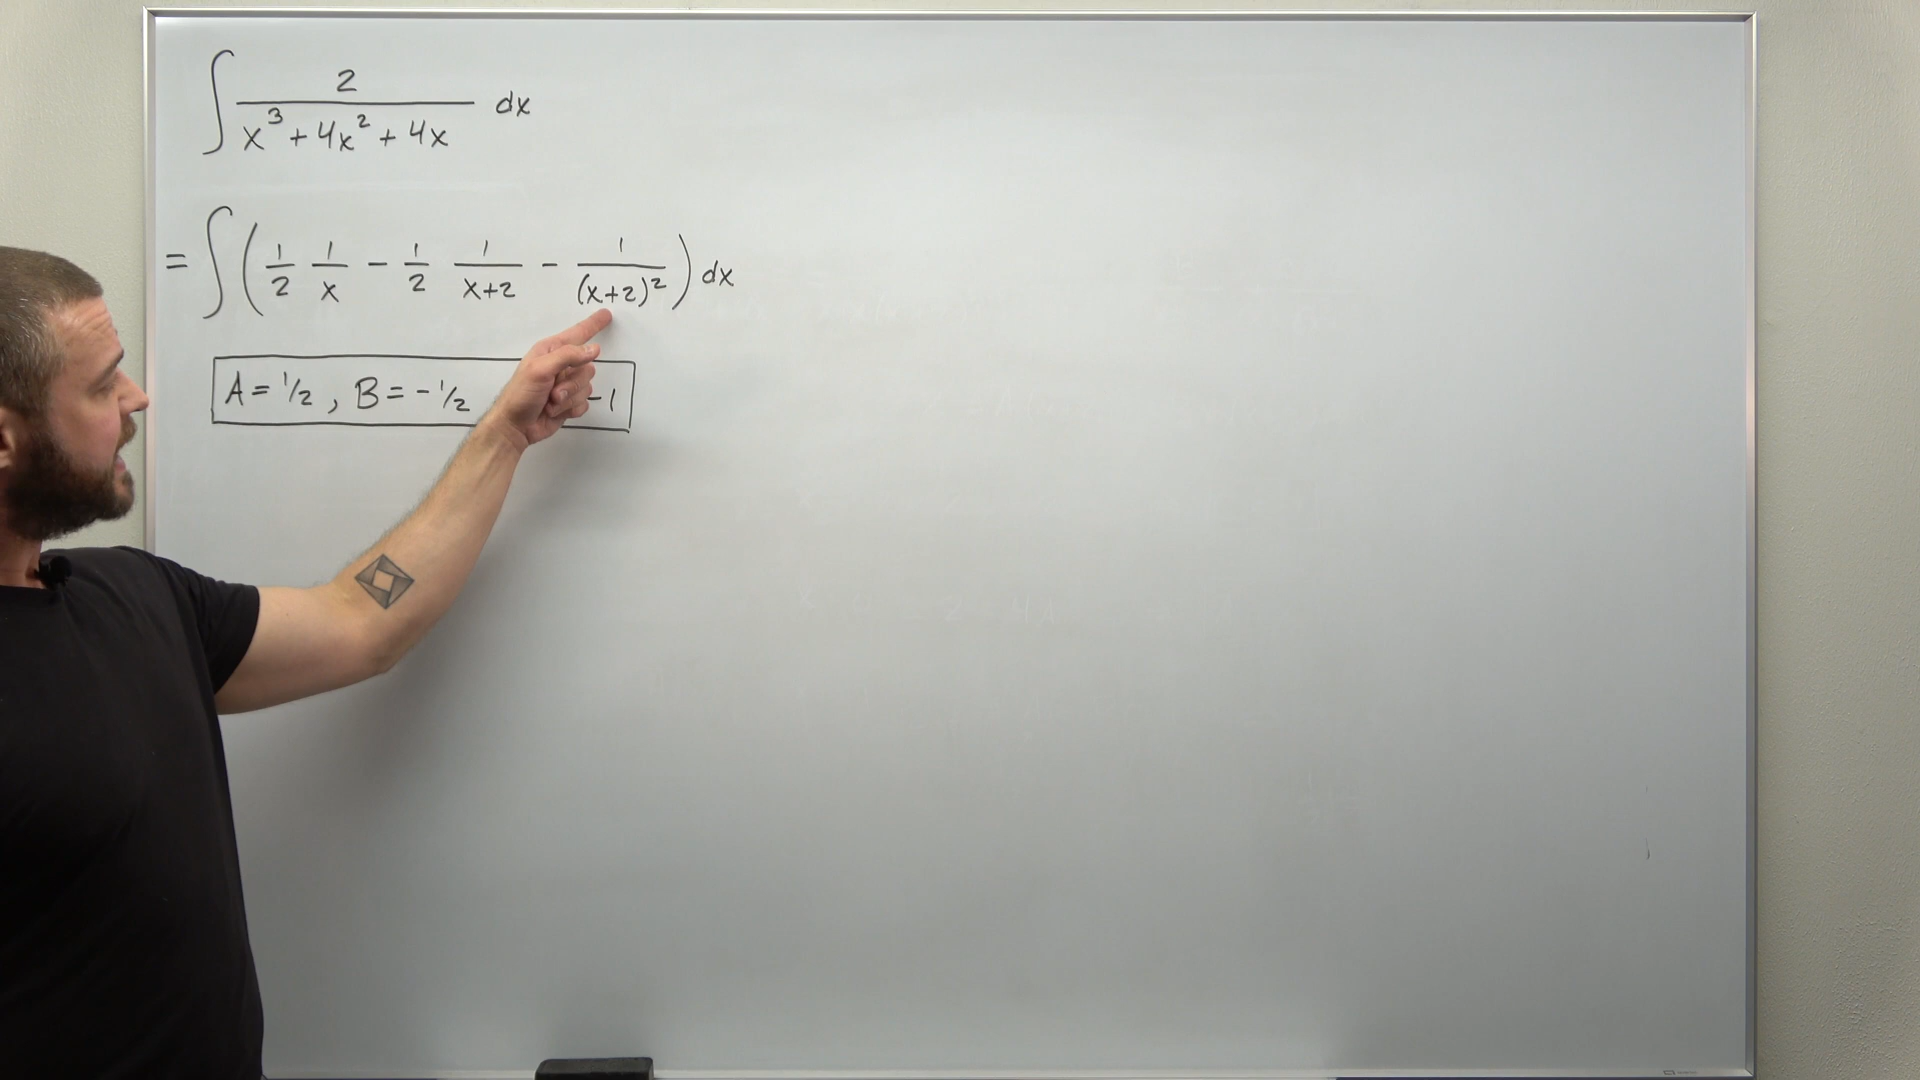 ∫ 2/(x³ + 4x² + 4x) dx
= ∫ ( 1/2 1/x − 1/2 1/(x+2) − 1/(x+2)² ) dx
A = 1/2 , B = -1/2 -1